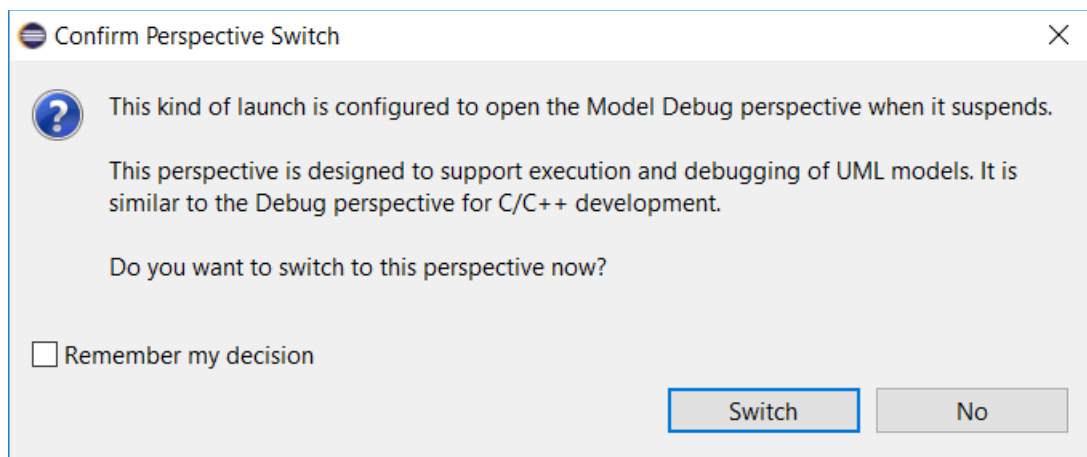 Confirm Perspective Switch
This kind of launch is configured to open the Model Debug perspective when it suspends.
This perspective is designed to support execution and debugging of UML models. It is
similar to the Debug perspective for C/C++ development.
Do you want to switch to this perspective now?
Remember my decision
Switch
No